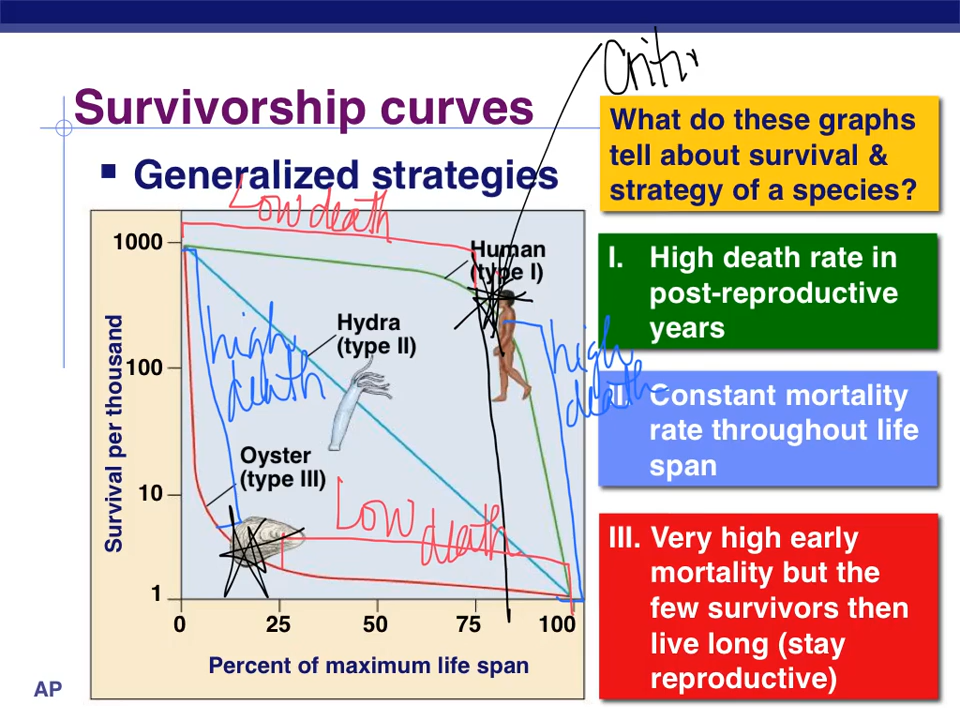 Criti
Survivorship curves
Generalized strategies
What do these graphs
tell about survival &
strategy of a species?
Low death
1000
100
10
1
Survival per thousand
Human
(type I)
Hydra
(type II)
Oyster
(type III)
high
death
high
death
Low death
0 25 50 75 100
Percent of maximum life span
I. High death rate in
post-reproductive
years
II. Constant mortality
rate throughout life
span
III. Very high early
mortality but the
few survivors then
live long (stay
reproductive)
AP